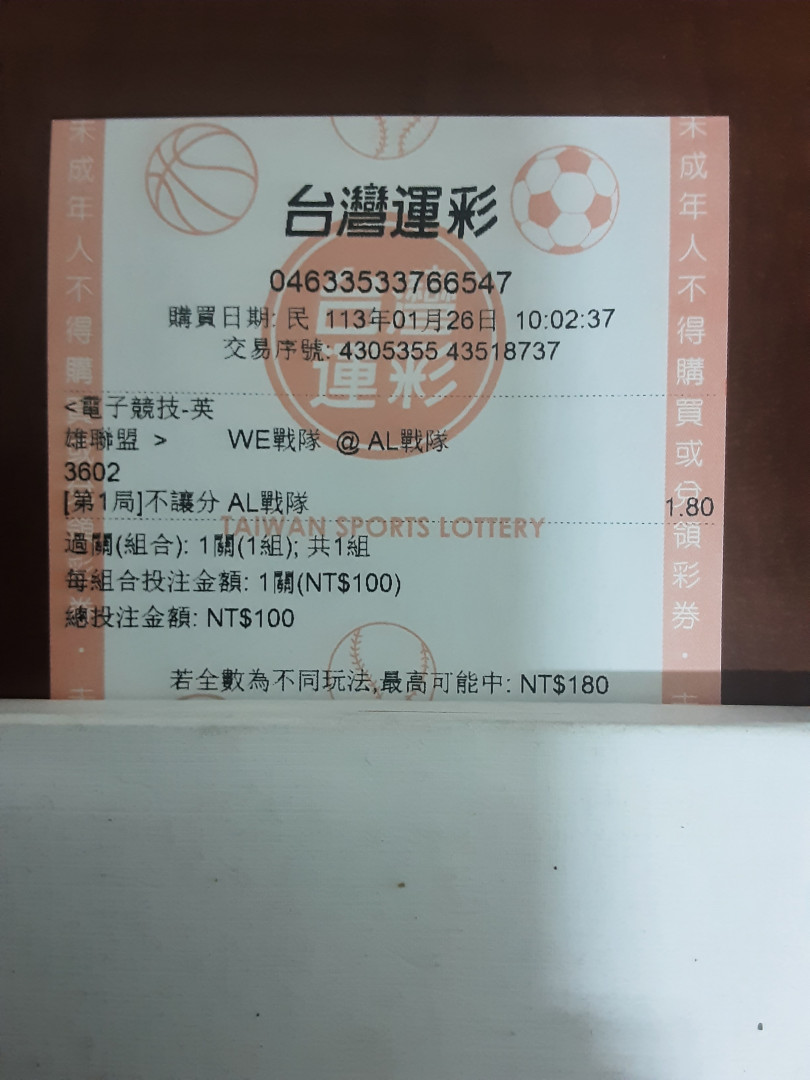 台灣運彩
04633533766547
購買日期: 民 113年01月26日 10:02:37
交易序號: 4305355 43518737
<電子競技-英
雄聯盟 > WE戰隊 @ AL戰隊
3602
[第1局]不讓分 AL戰隊 1.80
TAIWAN SPORTS LOTTERY
過關(組合): 1關(1組); 共1組
每組合投注金額: 1關(NT$100)
總投注金額: NT$100
若全數為不同玩法,最高可能中: NT$180
台灣運彩
未成年人不得購
未成年人不得購買或兌領彩券・未